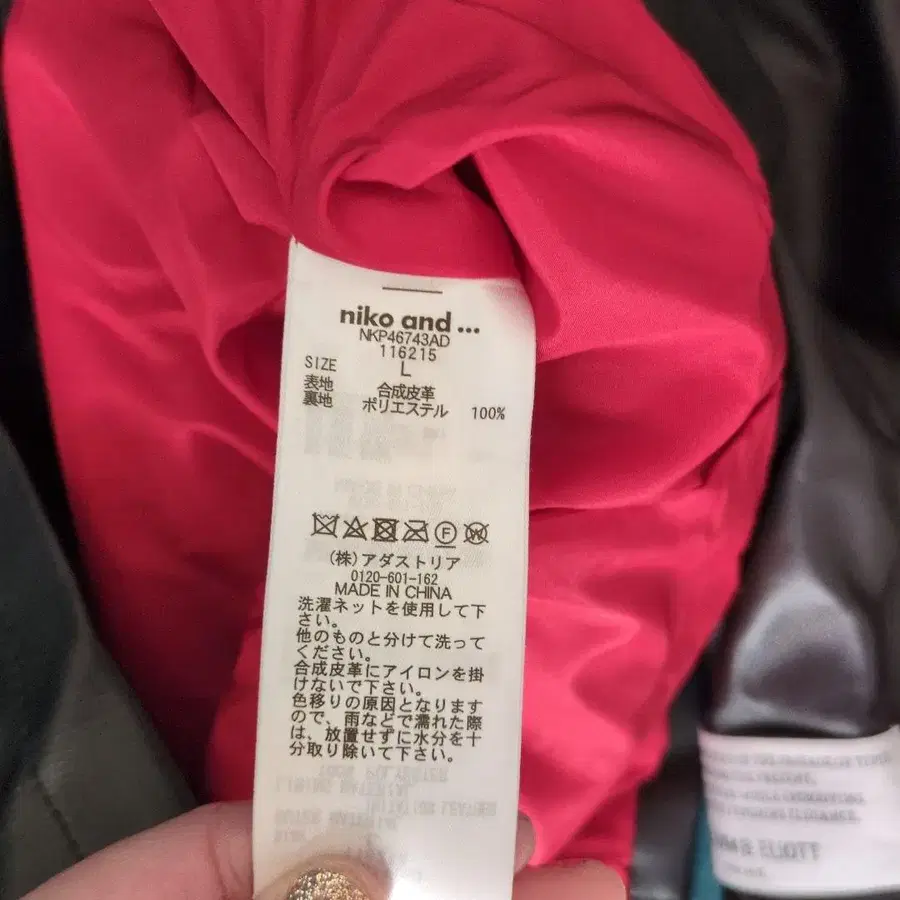 niko and ...
NKP46743AD
116215
SIZE L
表地 合成皮革
裏地 ポリエステル 100%
F
(株)アダストリア
0120-601-162
MADE IN CHINA
洗濯ネットを使用して下
さい。
他のものと分けて洗って
ください。
合成皮革にアイロンを掛
けないで下さい。
色移りの原因となります
ので、雨などで濡れた際
は、放置せずに水分を十
分取り除いて下さい。
ELIOTT